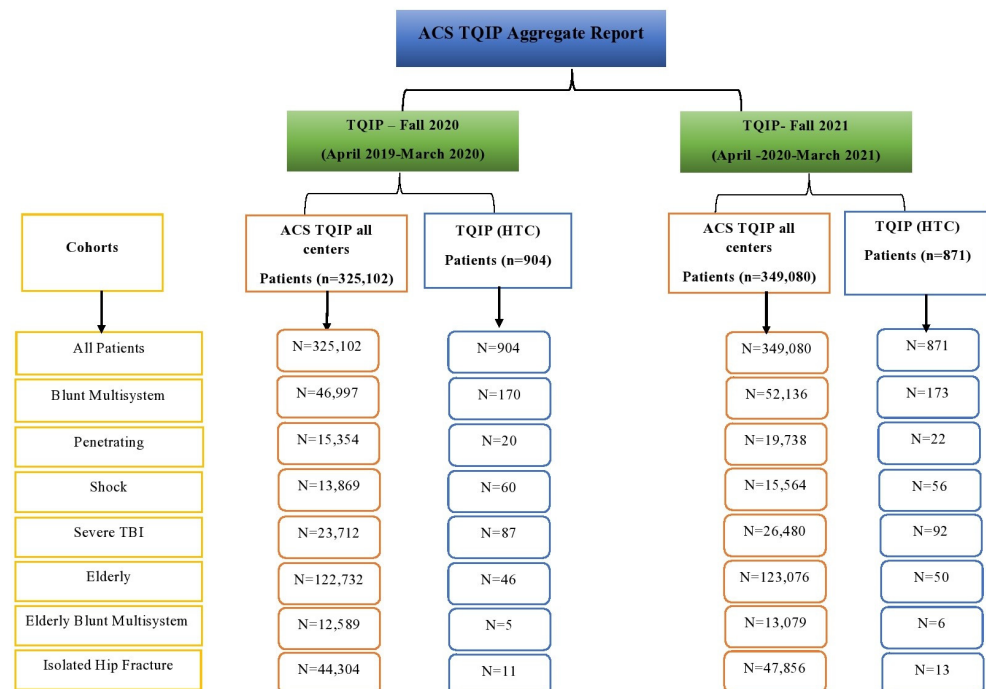 ACS TQIP Aggregate Report
TQIP – Fall 2020
(April 2019-March 2020)
TQIP- Fall 2021
(April -2020-March 2021)
Cohorts
ACS TQIP all
centers
Patients (n=325,102)
TQIP (HTC)
Patients (n=904)
ACS TQIP all
centers
Patients (n=349,080)
TQIP (HTC)
Patients (n=871)
All Patients
N=325,102
N=904
N=349,080
N=871
Blunt Multisystem
N=46,997
N=170
N=52,136
N=173
Penetrating
N=15,354
N=20
N=19,738
N=22
Shock
N=13,869
N=60
N=15,564
N=56
Severe TBI
N=23,712
N=87
N=26,480
N=92
Elderly
N=122,732
N=46
N=123,076
N=50
Elderly Blunt Multisystem
N=12,589
N=5
N=13,079
N=6
Isolated Hip Fracture
N=44,304
N=11
N=47,856
N=13